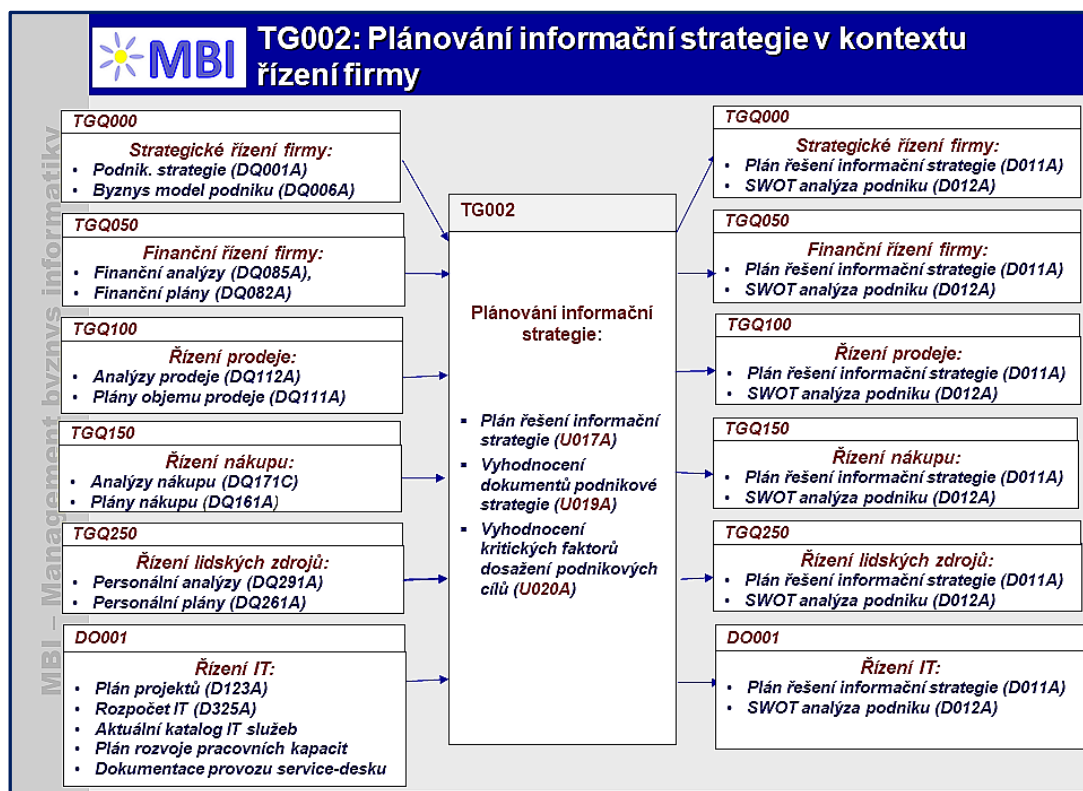 MBI
TG002: Plánování informační strategie v kontextu
řízení firmy
MBI – Management byznys informatiky
TGQ000
Strategické řízení firmy:
• Podnik. strategie (DQ001A)
• Byznys model podniku (DQ006A)
TGQ050
Finanční řízení firmy:
• Finanční analýzy (DQ085A),
• Finanční plány (DQ082A)
TGQ100
Řízení prodeje:
• Analýzy prodeje (DQ112A)
• Plány objemu prodeje (DQ111A)
TGQ150
Řízení nákupu:
• Analýzy nákupu (DQ171C)
• Plány nákupu (DQ161A)
TGQ250
Řízení lidských zdrojů:
• Personální analýzy (DQ291A)
• Personální plány (DQ261A)
DO001
Řízení IT:
• Plán projektů (D123A)
• Rozpočet IT (D325A)
• Aktuální katalog IT služeb
• Plán rozvoje pracovních kapacit
• Dokumentace provozu service-desku
TG002
Plánování informační
strategie:
▪ Plán řešení informační
strategie (U017A)
▪ Vyhodnocení
dokumentů podnikové
strategie (U019A)
▪ Vyhodnocení
kritických faktorů
dosažení podnikových
cílů (U020A)
TGQ000
Strategické řízení firmy:
• Plán řešení informační strategie (D011A)
• SWOT analýza podniku (D012A)
TGQ050
Finanční řízení firmy:
• Plán řešení informační strategie (D011A)
• SWOT analýza podniku (D012A)
TGQ100
Řízení prodeje:
• Plán řešení informační strategie (D011A)
• SWOT analýza podniku (D012A)
TGQ150
Řízení nákupu:
• Plán řešení informační strategie (D011A)
• SWOT analýza podniku (D012A)
TGQ250
Řízení lidských zdrojů:
• Plán řešení informační strategie (D011A)
• SWOT analýza podniku (D012A)
DO001
Řízení IT:
• Plán řešení informační strategie (D011A)
• SWOT analýza podniku (D012A)